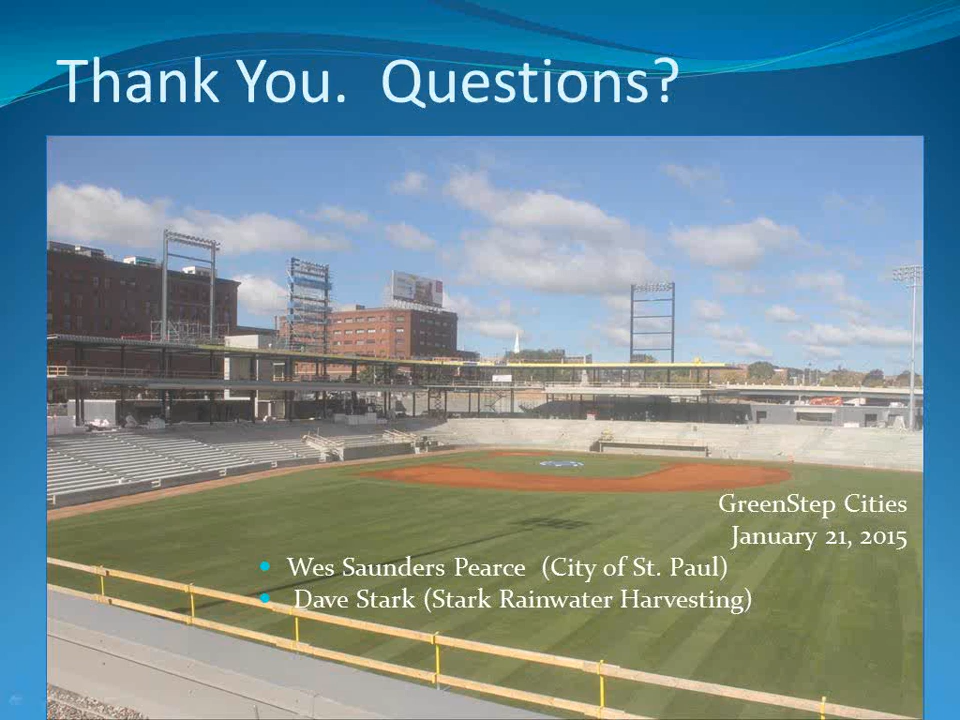 Thank You.  Questions?
GreenStep Cities
January 21, 2015
• Wes Saunders Pearce  (City of St. Paul)
• Dave Stark (Stark Rainwater Harvesting)